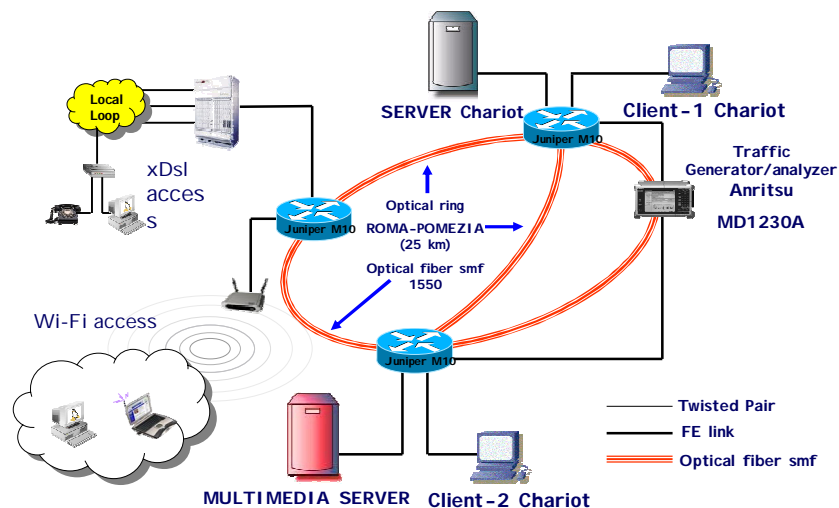 Local
Loop
SERVER Chariot
Client-1 Chariot
Juniper M10
xDsl
acces
s
Traffic
Generator/analyzer
Anritsu
MD1230A
Optical ring
ROMA-POMEZIA
(25 km)
Juniper M10
Optical fiber smf
1550
Wi-Fi access
Juniper M10
Twisted Pair
FE link
Optical fiber smf
MULTIMEDIA SERVER
Client-2 Chariot